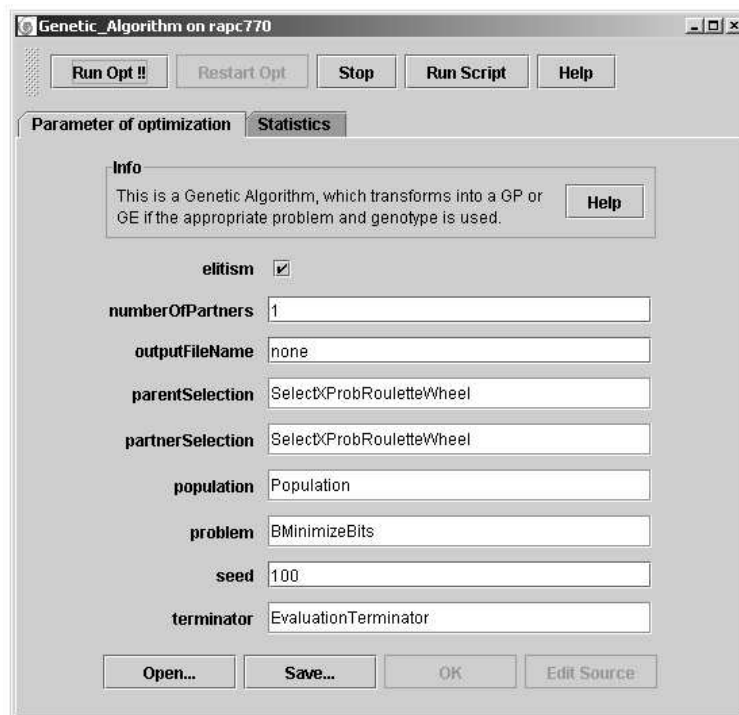 Genetic_Algorithm on rapc770
Run Opt !! Restart Opt Stop Run Script Help
Parameter of optimization Statistics
Info
This is a Genetic Algorithm, which transforms into a GP or
GE if the appropriate problem and genotype is used.
Help
elitism
numberOfPartners 1
outputFileName none
parentSelection SelectXProbRouletteWheel
partnerSelection SelectXProbRouletteWheel
population Population
problem BMinimizeBits
seed 100
terminator EvaluationTerminator
Open... Save... OK Edit Source